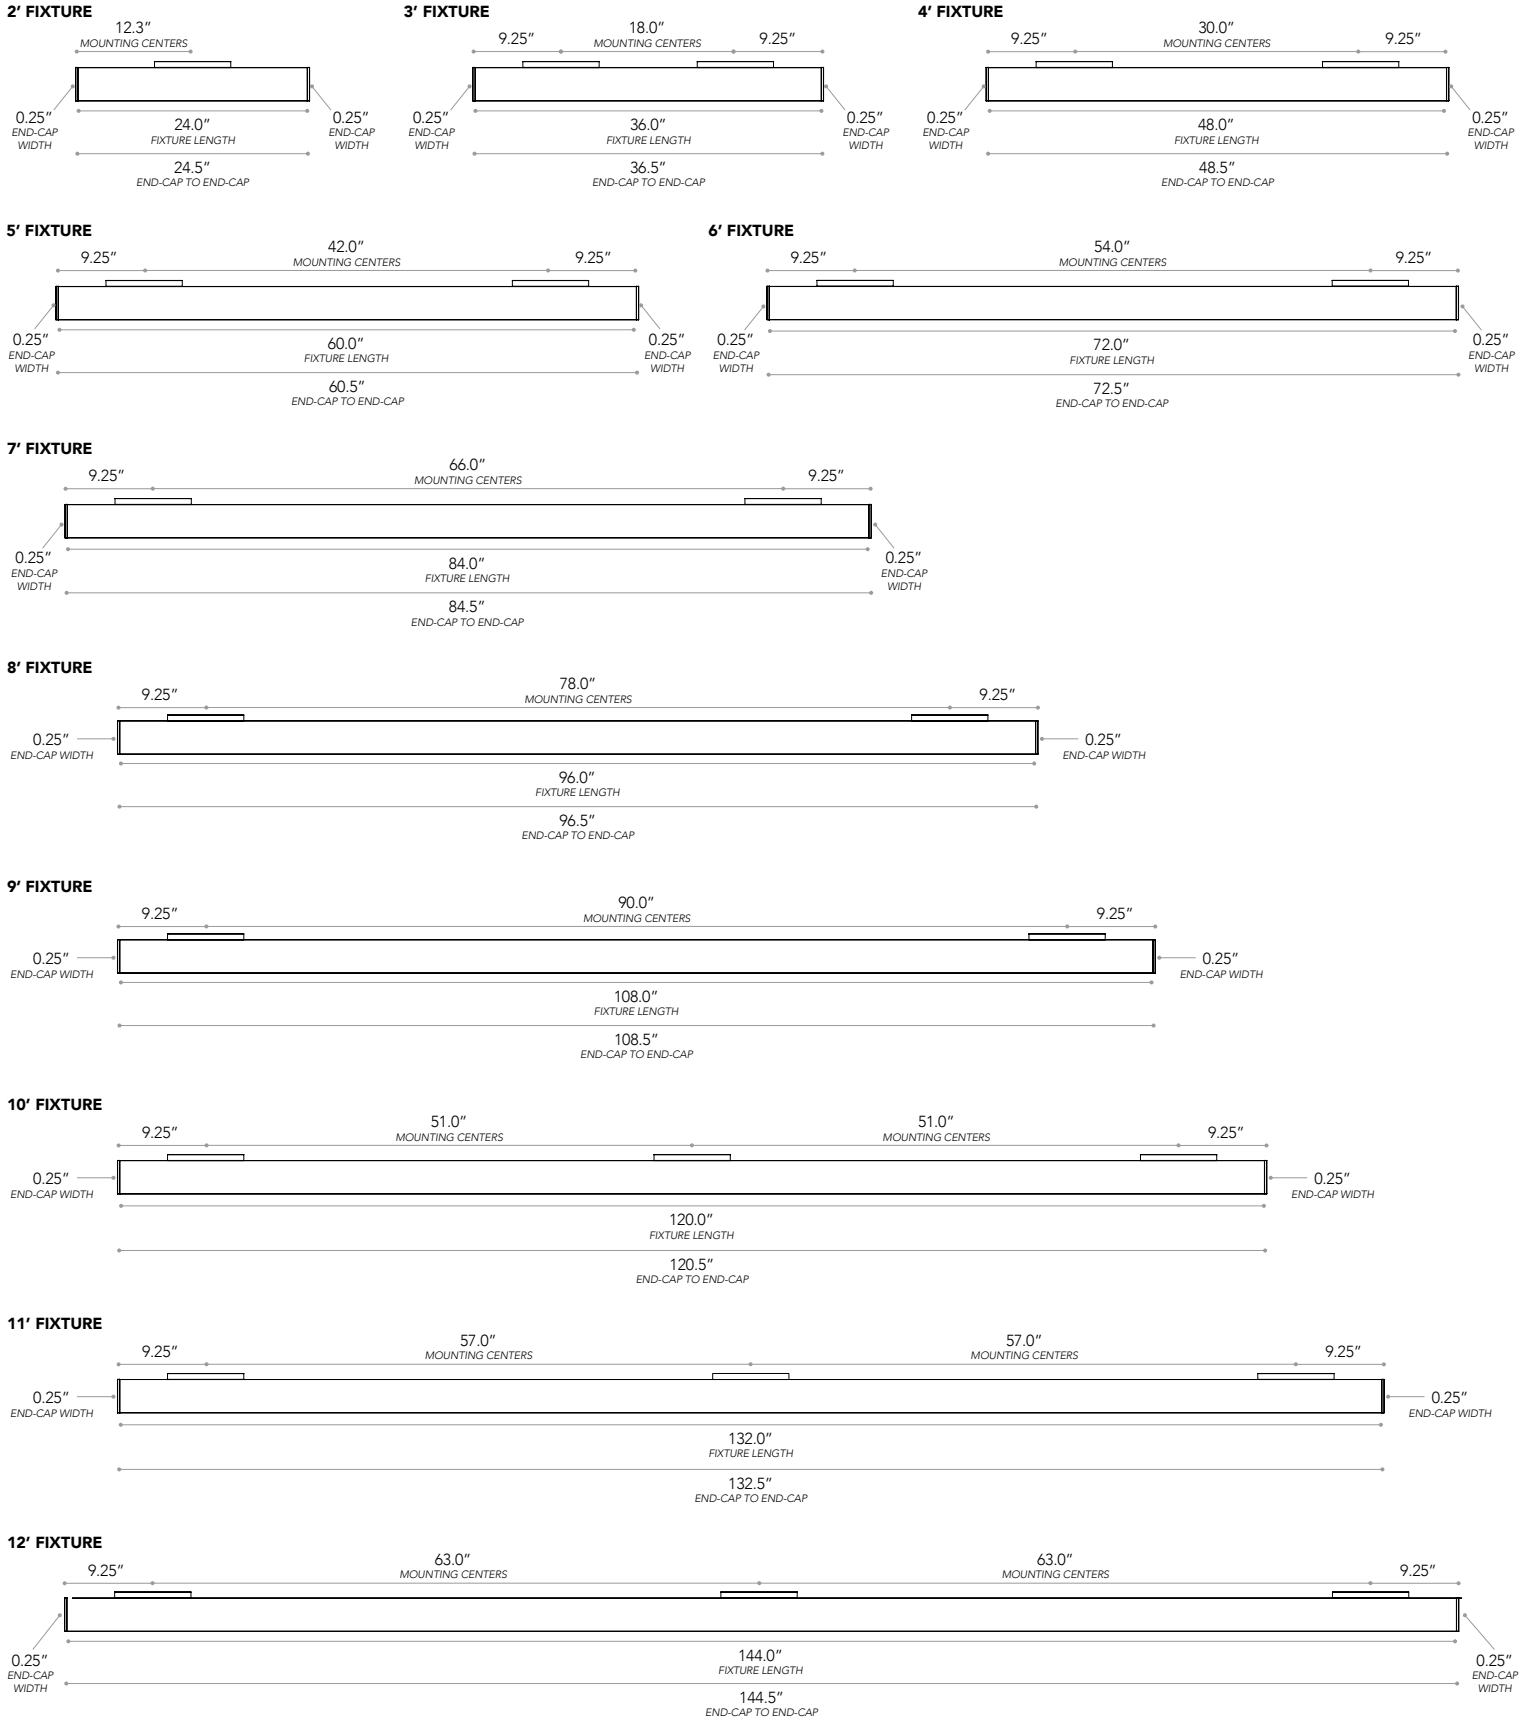 2’ FIXTURE
12.3”
MOUNTING CENTERS
0.25”
END-CAP
WIDTH
24.0”
FIXTURE LENGTH
0.25”
END-CAP
WIDTH
24.5”
END-CAP TO END-CAP
3’ FIXTURE
9.25”
18.0”
MOUNTING CENTERS
9.25”
0.25”
END-CAP
WIDTH
36.0”
FIXTURE LENGTH
0.25”
END-CAP
WIDTH
36.5”
END-CAP TO END-CAP
4’ FIXTURE
9.25”
30.0”
MOUNTING CENTERS
9.25”
0.25”
END-CAP
WIDTH
48.0”
FIXTURE LENGTH
0.25”
END-CAP
WIDTH
48.5”
END-CAP TO END-CAP
5’ FIXTURE
9.25”
42.0”
MOUNTING CENTERS
9.25”
0.25”
END-CAP
WIDTH
60.0”
FIXTURE LENGTH
0.25”
END-CAP
WIDTH
60.5”
END-CAP TO END-CAP
6’ FIXTURE
9.25”
54.0”
MOUNTING CENTERS
9.25”
0.25”
END-CAP
WIDTH
72.0”
FIXTURE LENGTH
0.25”
END-CAP
WIDTH
72.5”
END-CAP TO END-CAP
7’ FIXTURE
9.25”
66.0”
MOUNTING CENTERS
9.25”
0.25”
END-CAP
WIDTH
84.0”
FIXTURE LENGTH
0.25”
END-CAP
WIDTH
84.5”
END-CAP TO END-CAP
8’ FIXTURE
9.25”
78.0”
MOUNTING CENTERS
9.25”
0.25”
END-CAP WIDTH
0.25”
END-CAP WIDTH
96.0”
FIXTURE LENGTH
96.5”
END-CAP TO END-CAP
9’ FIXTURE
9.25”
90.0”
MOUNTING CENTERS
9.25”
0.25”
END-CAP WIDTH
0.25”
END-CAP WIDTH
108.0”
FIXTURE LENGTH
108.5”
END-CAP TO END-CAP
10’ FIXTURE
9.25”
51.0”
MOUNTING CENTERS
51.0”
MOUNTING CENTERS
9.25”
0.25”
END-CAP WIDTH
0.25”
END-CAP WIDTH
120.0”
FIXTURE LENGTH
120.5”
END-CAP TO END-CAP
11’ FIXTURE
9.25”
57.0”
MOUNTING CENTERS
57.0”
MOUNTING CENTERS
9.25”
0.25”
END-CAP WIDTH
0.25”
END-CAP WIDTH
132.0”
FIXTURE LENGTH
132.5”
END-CAP TO END-CAP
12’ FIXTURE
9.25”
63.0”
MOUNTING CENTERS
63.0”
MOUNTING CENTERS
9.25”
0.25”
END-CAP
WIDTH
144.0”
FIXTURE LENGTH
0.25”
END-CAP
WIDTH
144.5”
END-CAP TO END-CAP